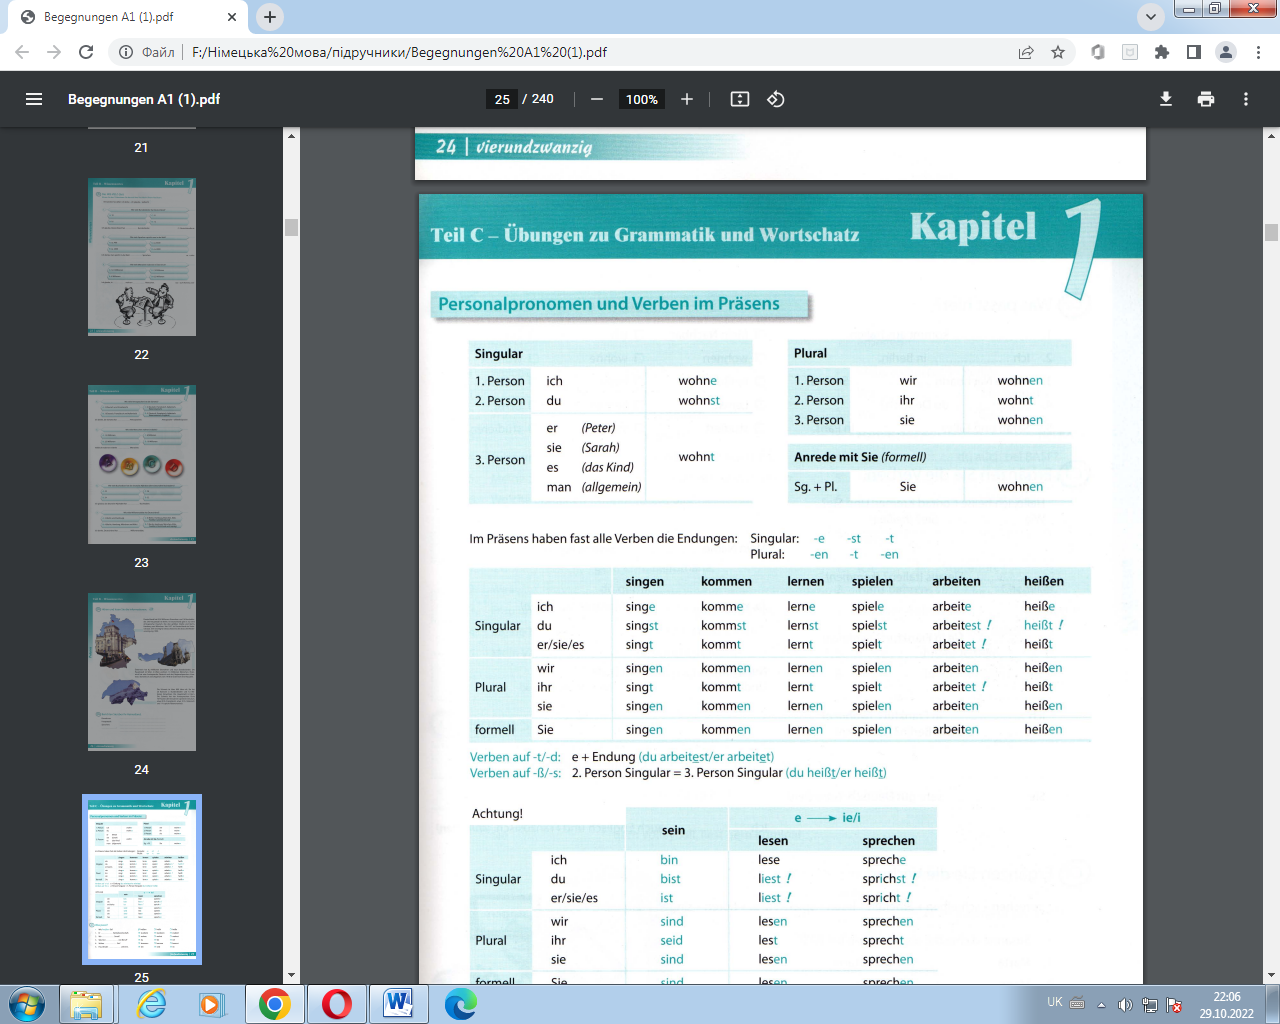 Begegnungen A1 (1).pdf
Файл
F:/Німецька%20мова/підручники/Begegnungen%20A1%20(1).pdf
Begegnungen A1 (1).pdf
25 / 240
100%
21
22
23
24
25
Kapitel
Kapitel
Kapitel
Kapitel 1
24 | vierundzwanzig
Teil C – Übungen zu Grammatik und Wortschatz Kapitel 1
Personalpronomen und Verben im Präsens
Singular
1. Person ich wohne
2. Person du wohnst
3. Person er (Peter) wohnt
sie (Sarah)
es (das Kind)
man (allgemein)
Plural
1. Person wir wohnen
2. Person ihr wohnt
3. Person sie wohnen
Anrede mit Sie (formell)
Sg. + Pl. Sie wohnen
Im Präsens haben fast alle Verben die Endungen: Singular: -e -st -t
Plural: -en -t -en
singen kommen lernen spielen arbeiten heißen
Singular ich singe komme lerne spiele arbeite heiße
du singst kommst lernst spielst arbeitest ! heißt !
er/sie/es singt kommt lernt spielt arbeitet ! heißt
Plural wir singen kommen lernen spielen arbeiten heißen
ihr singt kommt lernt spielt arbeitet ! heißt
sie singen kommen lernen spielen arbeiten heißen
formell Sie singen kommen lernen spielen arbeiten heißen
Verben auf -t/-d: e + Endung (du arbeitest/er arbeitet)
Verben auf -ß/-s: 2. Person Singular = 3. Person Singular (du heißt/er heißt)
Achtung!
sein e → ie/i
lesen sprechen
Singular ich bin lese spreche
du bist liest ! sprichst !
er/sie/es ist liest ! spricht !
Plural wir sind lesen sprechen
ihr seid lest sprecht
sie sind lesen sprechen
formell Sie sind lesen sprechen
UK
22:06
29.10.2022